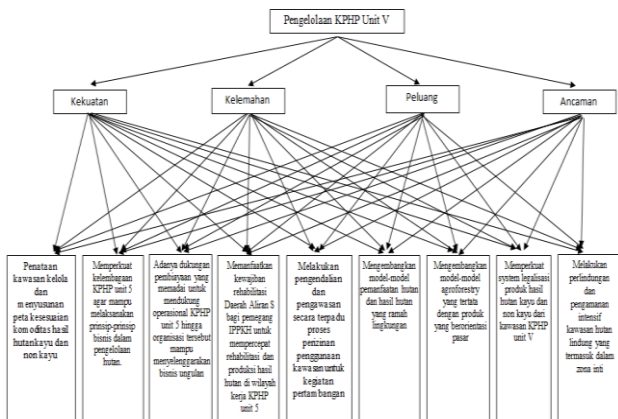 Pengelolaan KPHP Unit V
Kekuatan
Kelemahan
Peluang
Ancaman
Penataan
kawasan kelola
dan
menyusunan
peta kesesuaian
komoditas hasil
hutankayu dan
non kayu
Memperkuat
kelembagaan
KPHP unit 5
agar mampu
melaksanakan
prinsip-prinsip
bisnis dalam
pengelolaan
hutan.
Adanya dukungan
pembiayaan yang
memadai untuk
mendukung
operasional KPHP
unit 5 hingga
organisasi tersebut
mampu
menyelenggarakan
bisnis ungulan
Memanfaatkan
kewajiban
rehabilitasi
Daerah Aliran S
bagi pemegang
IPPKH untuk
mempercepat
rehabilitasi dan
produksi hasil
hutan di wilayah
kerja KPHP
unit 5
Melakukan
pengendalian
dan
pengawasan
secara terpadu
proses
perizinan
penggunaan
kawasan untuk
kegiatan
pertambangan
Mengembangkan
model-model
pemanfaatan hutan
dan hasil hutan
yang ramah
lingkungan
Mengembangkan
model-model
agroforestry
yang tertata
dengan produk
yang berorientasi
pasar
Memperkuat
system legalisasi
produk hasil
hutan kayu dan
non kayu dari
kawasan KPHP
unit V
Melakukan
perlindungan dan
pengamanan
intensif
kawasan hutan
lindung yang
termasuk dalam
zona inti